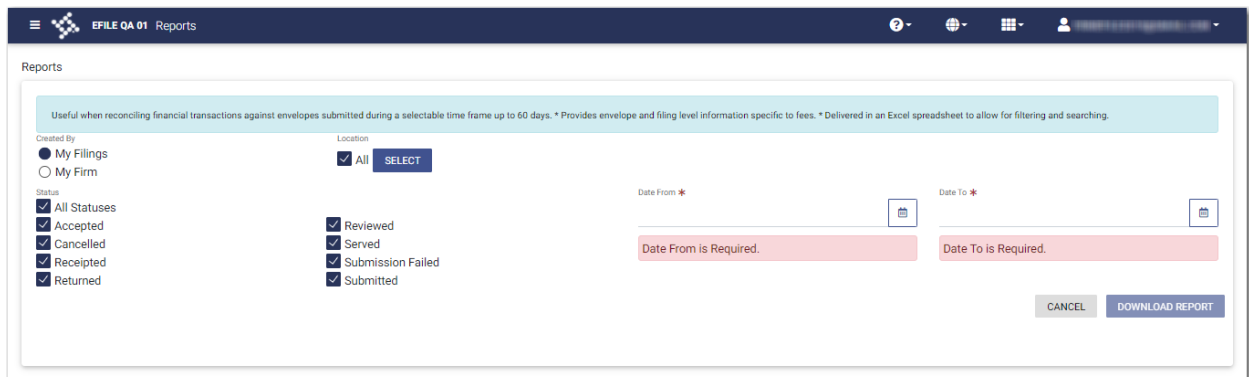 EFILE QA 01 Reports
Reports
Useful when reconciling financial transactions against envelopes submitted during a selectable time frame up to 60 days. * Provides envelope and filing level information specific to fees. * Delivered in an Excel spreadsheet to allow for filtering and searching.
Created By
My Filings
My Firm
Location
All SELECT
Status
All Statuses
Accepted
Cancelled
Receipted
Returned
Reviewed
Served
Submission Failed
Submitted
Date From *
Date From is Required.
Date To *
Date To is Required.
CANCEL DOWNLOAD REPORT